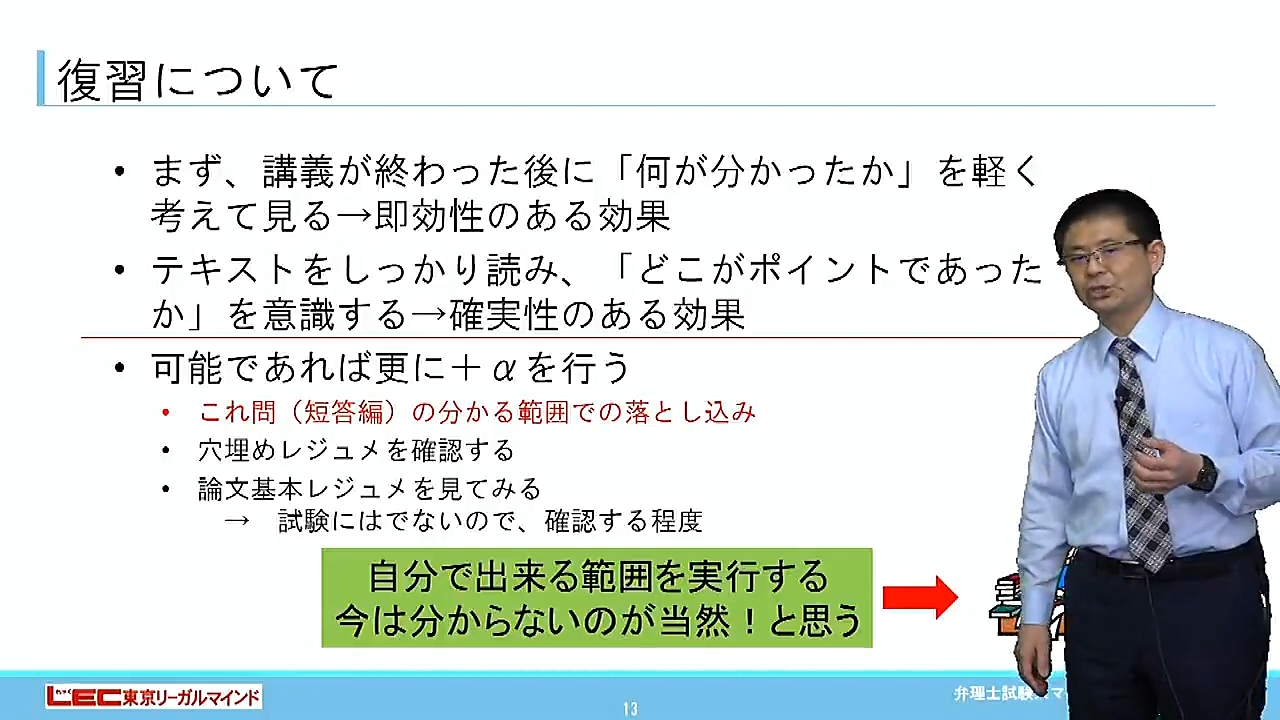 復習について
• まず、講義が終わった後に「何が分かったか」を軽く
考えて見る→即効性のある効果
• テキストをしっかり読み、「どこがポイントであった
か」を意識する→確実性のある効果
• 可能であれば更に＋αを行う
• これ問（短答編）の分かる範囲での落とし込み
• 穴埋めレジュメを確認する
• 論文基本レジュメを見てみる
→　試験にはでないので、確認する程度
自分で出来る範囲を実行する
今は分からないのが当然！と思う
LEC東京リーガルマインド
13
弁理士試験